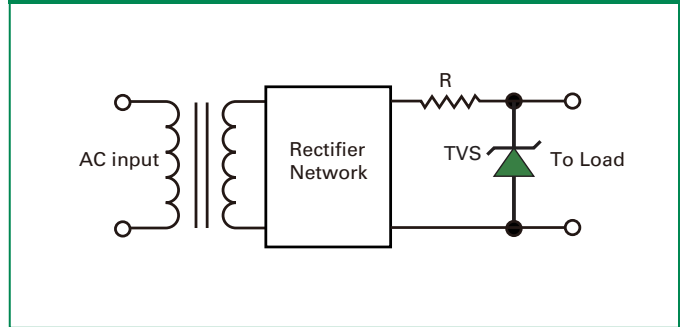 R
AC input
Rectifier
Network
TVS
To Load